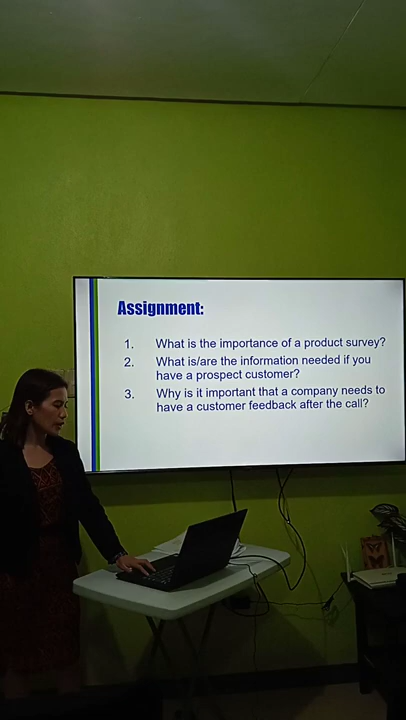 Assignment:
1. What is the importance of a product survey?
2. What is/are the information needed if you
have a prospect customer?
3. Why is it important that a company needs to
have a customer feedback after the call?